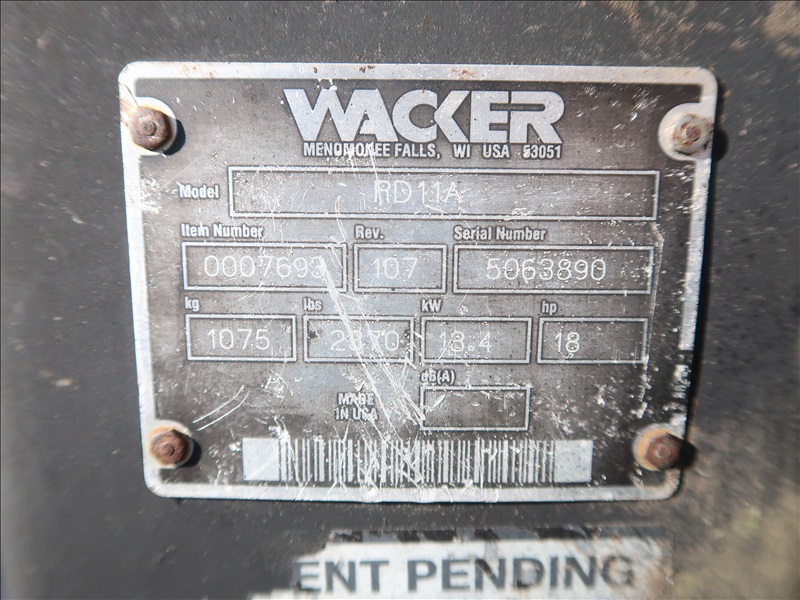 WACKER
MENOMONEE FALLS, WI USA 53051
Model RD11A
Item Number Rev. Serial Number
0007693 107 5063890
kg lbs kW hp
1075 2370 13.4 18
dB(A)
MADE
IN USA
ENT PENDING